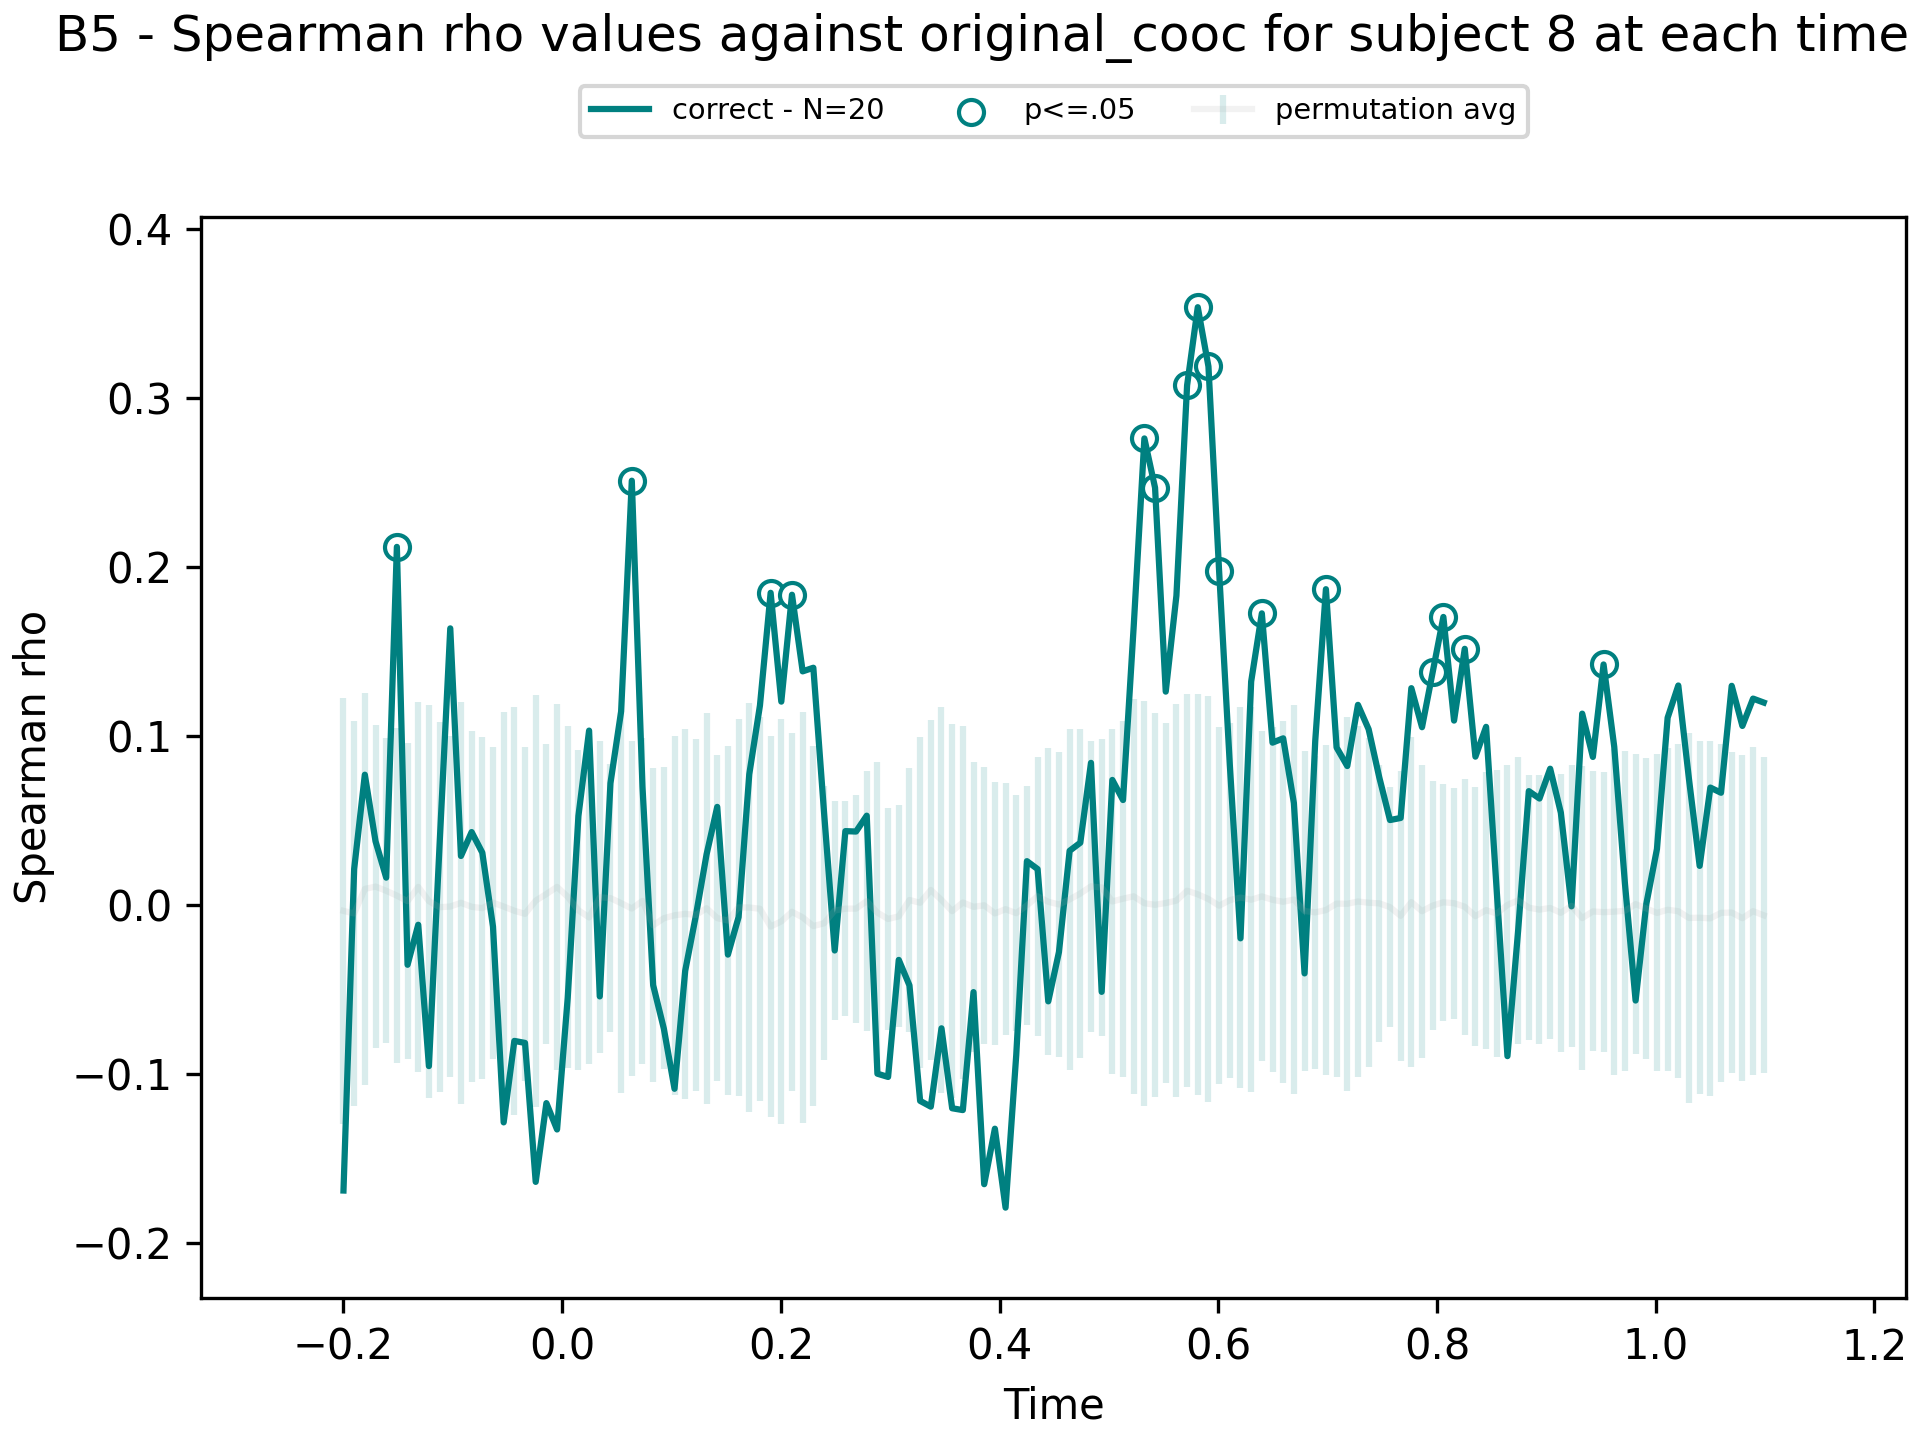 B5 - Spearman rho values against original_cooc for subject 8 at each time
correct - N=20
p<=.05
permutation avg
0.4
0.3
0.2
0.1
0.0
−0.1
−0.2
Spearman rho
−0.2
0.0
0.2
0.4
0.6
0.8
1.0
1.2
Time